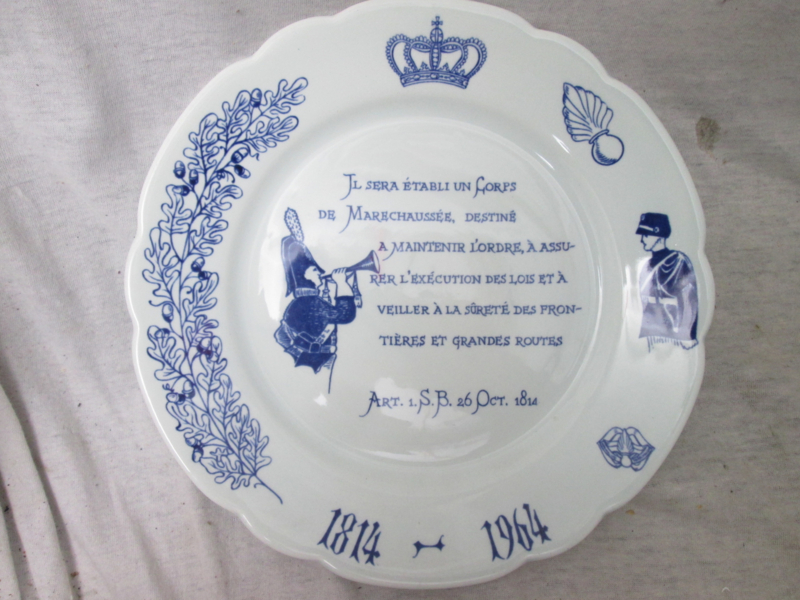 Il sera établi un Corps
de Marechaussée, destiné
a maintenir l'ordre, à assu-
rer l'exécution des lois et à
veiller à la sûreté des fron-
tières et grandes routes
Art. 1. S.B. 26 Oct. 1814
1814 - 1964